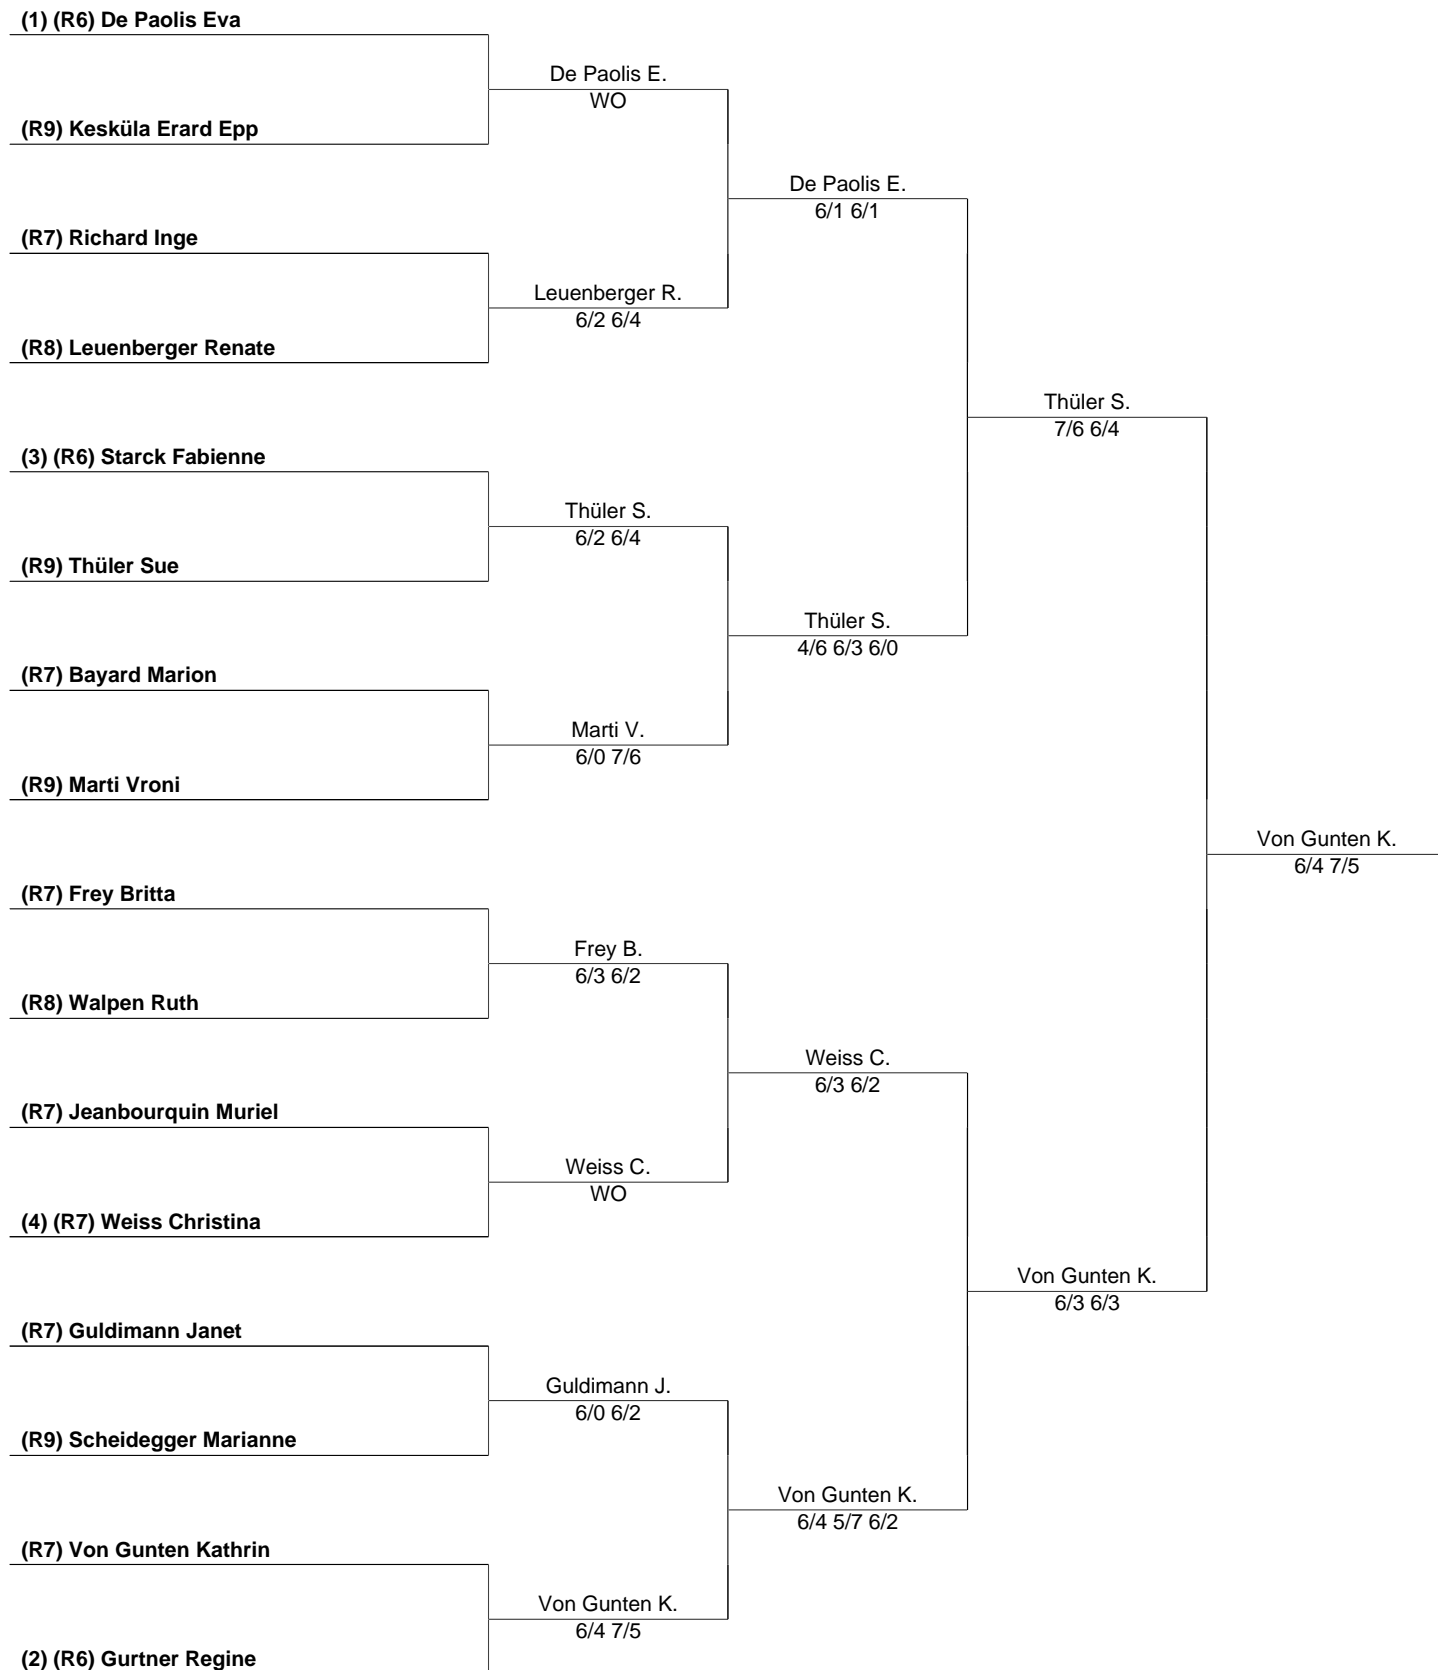 (1) (R6) De Paolis Eva
De Paolis E.
WO
(R9) Kesküla Erard Epp
De Paolis E.
6/1 6/1
(R7) Richard Inge
Leuenberger R.
6/2 6/4
(R8) Leuenberger Renate
Thüler S.
7/6 6/4
(3) (R6) Starck Fabienne
Thüler S.
6/2 6/4
(R9) Thüler Sue
Thüler S.
4/6 6/3 6/0
(R7) Bayard Marion
Marti V.
6/0 7/6
(R9) Marti Vroni
Von Gunten K.
6/4 7/5
(R7) Frey Britta
Frey B.
6/3 6/2
(R8) Walpen Ruth
Weiss C.
6/3 6/2
(R7) Jeanbourquin Muriel
Weiss C.
WO
(4) (R7) Weiss Christina
Von Gunten K.
6/3 6/3
(R7) Guldimann Janet
Guldimann J.
6/0 6/2
(R9) Scheidegger Marianne
Von Gunten K.
6/4 5/7 6/2
(R7) Von Gunten Kathrin
Von Gunten K.
6/4 7/5
(2) (R6) Gurtner Regine